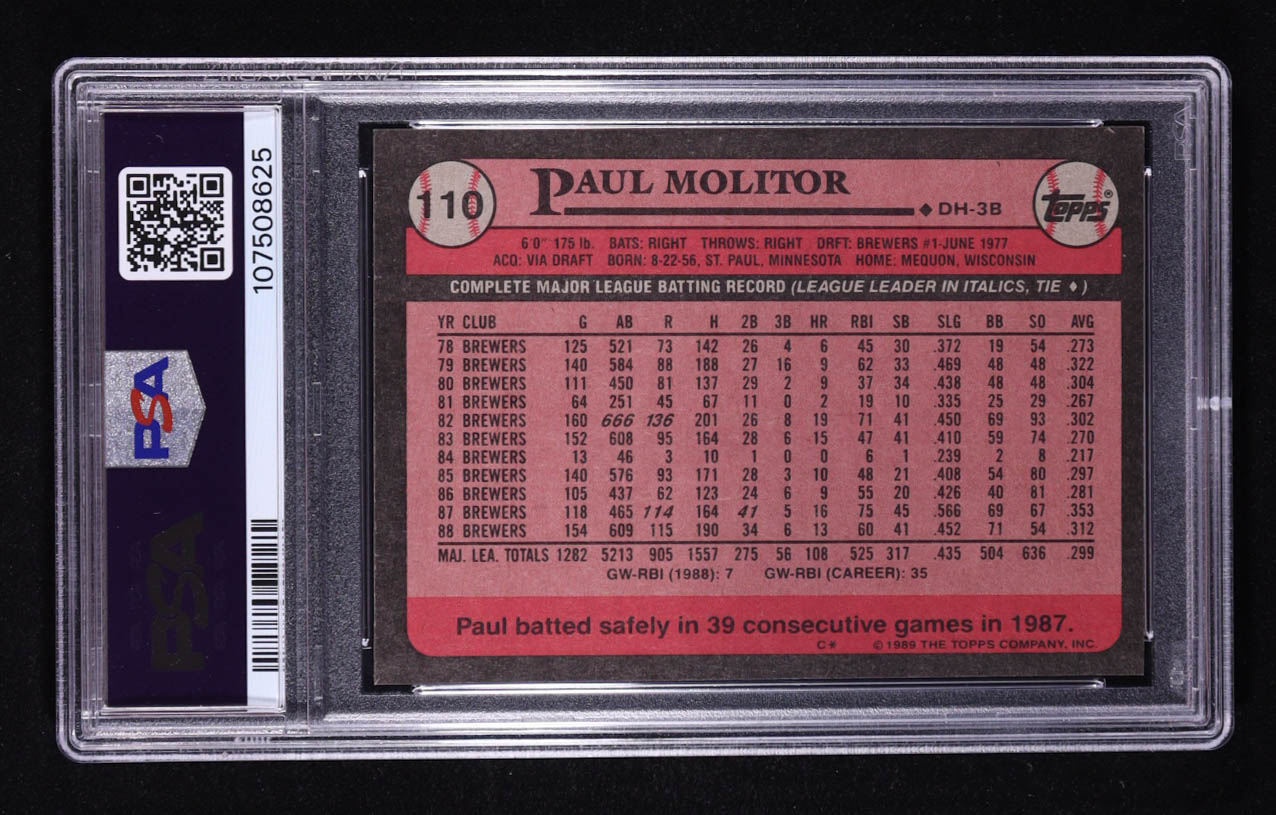 PSA
107508625
PSA
110
PAUL MOLITOR
♦ DH-3B
Topps®
6'0" 175 lb. BATS: RIGHT THROWS: RIGHT DRFT: BREWERS #1-JUNE 1977
ACQ: VIA DRAFT BORN: 8-22-56, ST. PAUL, MINNESOTA HOME: MEQUON, WISCONSIN
COMPLETE MAJOR LEAGUE BATTING RECORD (LEAGUE LEADER IN ITALICS, TIE ♦)
YR CLUB G AB R H 2B 3B HR RBI SB SLG BB SO AVG
78 BREWERS 125 521 73 142 26 4 6 45 30 .372 19 54 .273
79 BREWERS 140 584 88 188 27 16 9 62 33 .469 48 48 .322
80 BREWERS 111 450 81 137 29 2 9 37 34 .438 48 48 .304
81 BREWERS 64 251 45 67 11 0 2 19 10 .335 25 29 .267
82 BREWERS 160 666 136 201 26 8 19 71 41 .450 69 93 .302
83 BREWERS 152 608 95 164 28 6 15 47 41 .410 59 74 .270
84 BREWERS 13 46 3 10 1 0 0 6 1 .239 2 8 .217
85 BREWERS 140 576 93 171 28 3 10 48 21 .408 54 80 .297
86 BREWERS 105 437 62 123 24 6 9 55 20 .426 40 81 .281
87 BREWERS 118 465 114 164 41 5 16 75 45 .566 69 67 .353
88 BREWERS 154 609 115 190 34 6 13 60 41 .452 71 54 .312
MAJ. LEA. TOTALS 1282 5213 905 1557 275 56 108 525 317 .435 504 636 .299
GW-RBI (1988): 7 GW-RBI (CAREER): 35
Paul batted safely in 39 consecutive games in 1987.
C* © 1989 THE TOPPS COMPANY, INC.